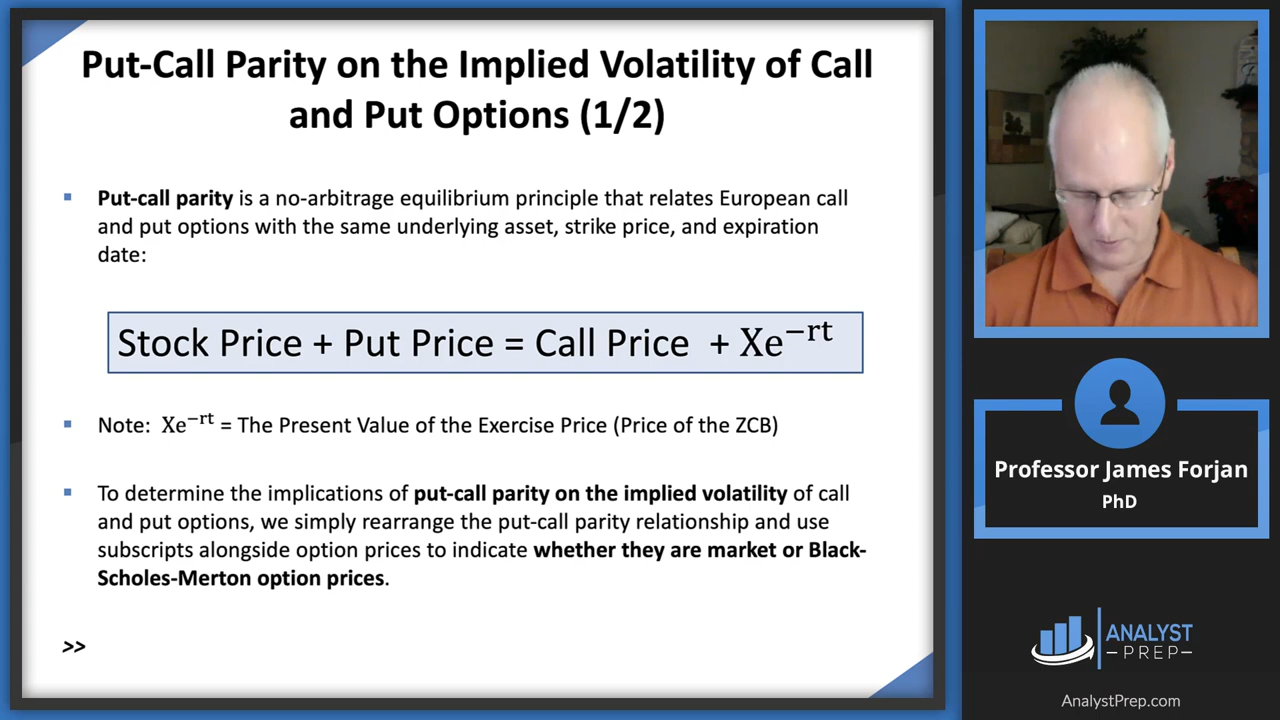 Put-Call Parity on the Implied Volatility of Call
and Put Options (1/2)
▪ Put-call parity is a no-arbitrage equilibrium principle that relates European call
and put options with the same underlying asset, strike price, and expiration
date:
Stock Price + Put Price = Call Price + Xe^−rt
▪ Note: Xe^−rt = The Present Value of the Exercise Price (Price of the ZCB)
▪ To determine the implications of put-call parity on the implied volatility of call
and put options, we simply rearrange the put-call parity relationship and use
subscripts alongside option prices to indicate whether they are market or Black-
Scholes-Merton option prices.
>>
Professor James Forjan
PhD
ANALYST
–PREP–
AnalystPrep.com